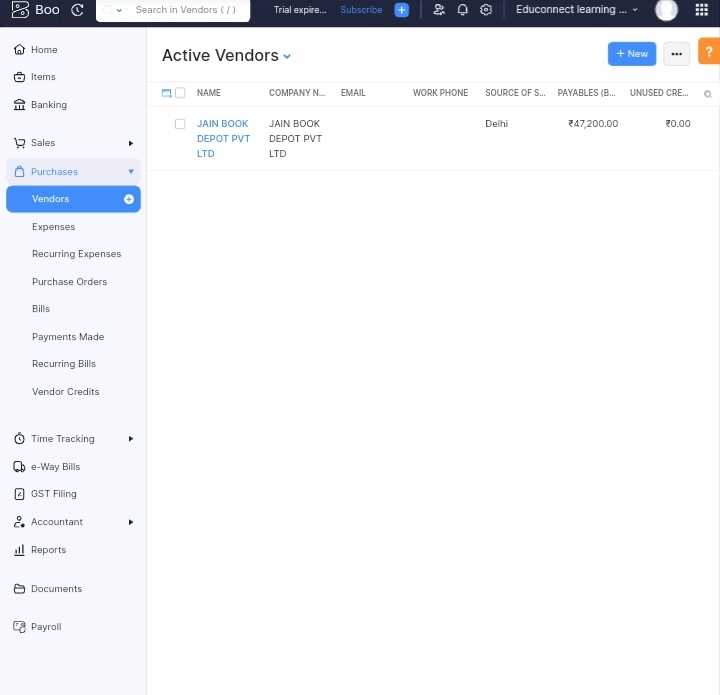 Boo
Search in Vendors ( / )
Trial expire...
Subscribe
Educonnect learning ...
Home
Items
Banking
Sales
Purchases
Vendors
Expenses
Recurring Expenses
Purchase Orders
Bills
Payments Made
Recurring Bills
Vendor Credits
Time Tracking
e-Way Bills
GST Filing
Accountant
Reports
Documents
Payroll
Active Vendors
+ New
?
NAME COMPANY N... EMAIL WORK PHONE SOURCE OF S... PAYABLES (B... UNUSED CRE...
JAIN BOOK JAIN BOOK Delhi ₹47,200.00 ₹0.00
DEPOT PVT DEPOT PVT
LTD LTD